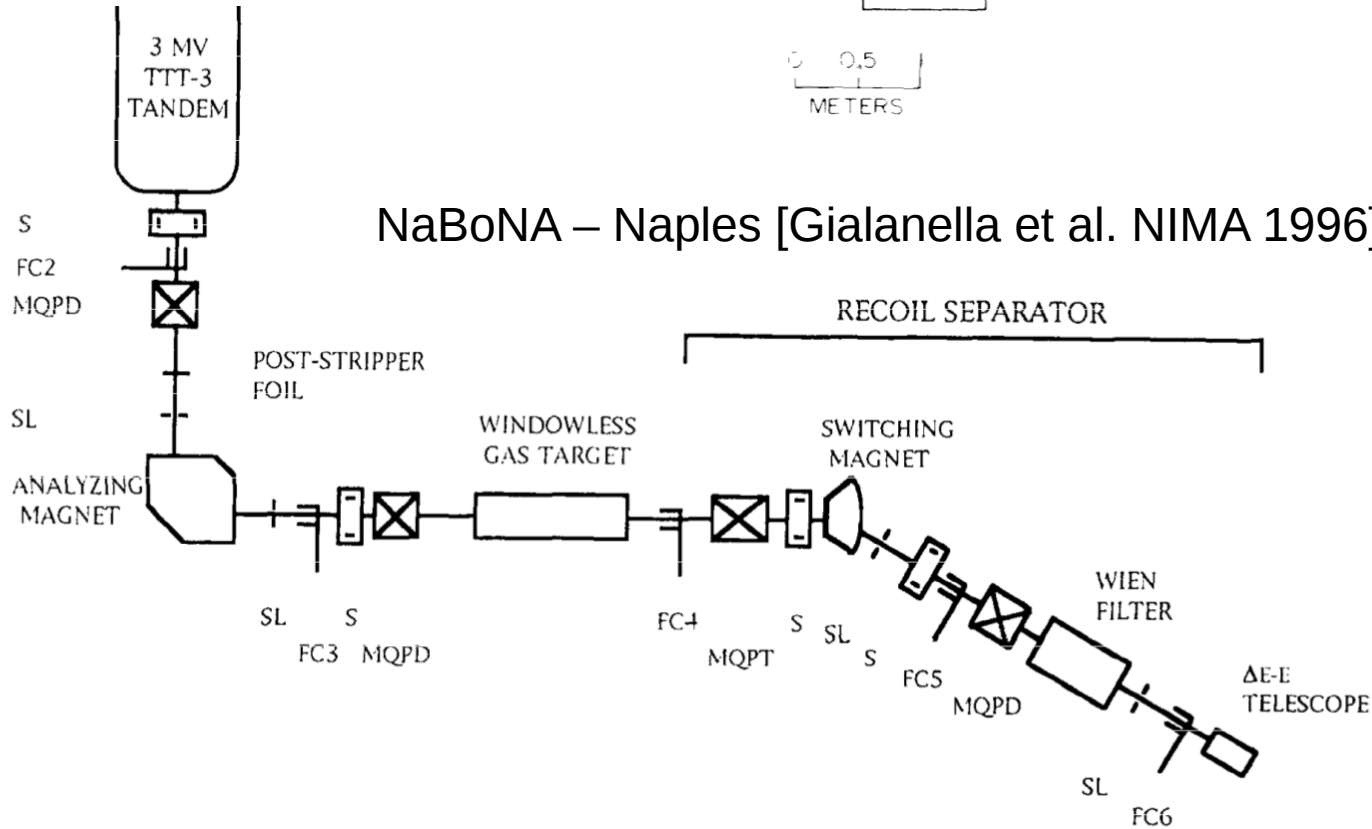 3 MV
TTT-3
TANDEM
0 0,5
METERS
NaBoNA – Naples [Gialanella et al. NIMA 1996]
S
FC2
MQPD
RECOIL SEPARATOR
POST-STRIPPER
FOIL
SL
ANALYZING
MAGNET
WINDOWLESS
GAS TARGET
SWITCHING
MAGNET
SL
FC3
S
MQPD
FC4
MQPT
S
SL
S
FC5
MQPD
WIEN
FILTER
ΔE-E
TELESCOPE
SL
FC6